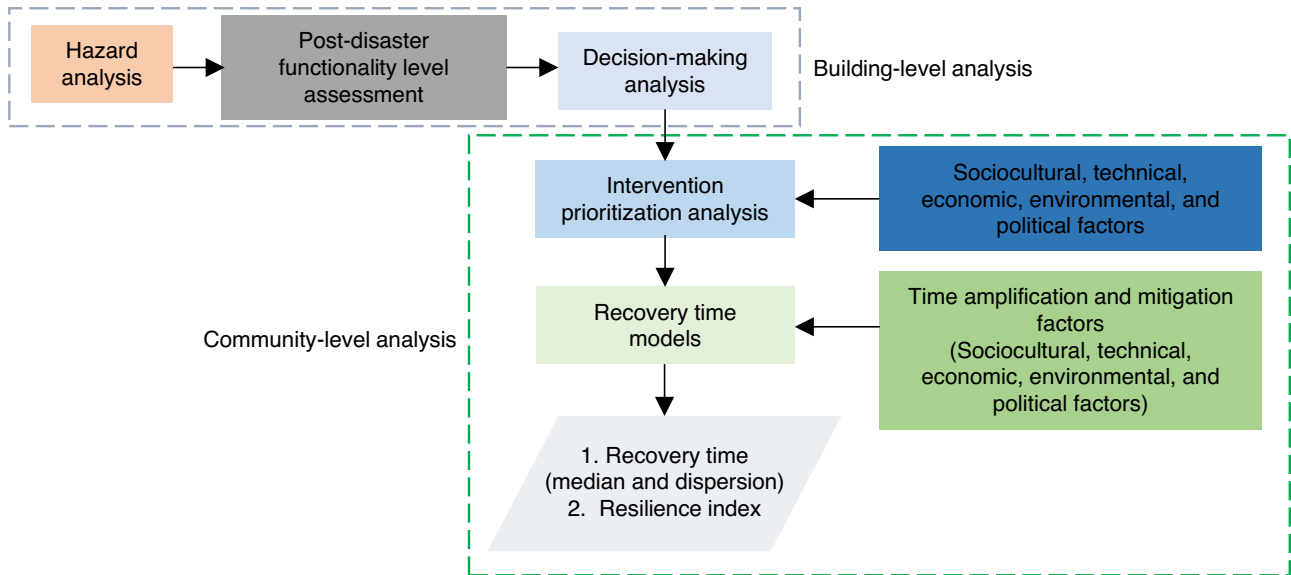 Hazard
analysis
Post-disaster
functionality level
assessment
Decision-making
analysis
Building-level analysis
Intervention
prioritization analysis
Sociocultural, technical,
economic, environmental, and
political factors
Recovery time
models
Time amplification and mitigation
factors
(Sociocultural, technical,
economic, environmental, and
political factors)
Community-level analysis
1. Recovery time
(median and dispersion)
2. Resilience index